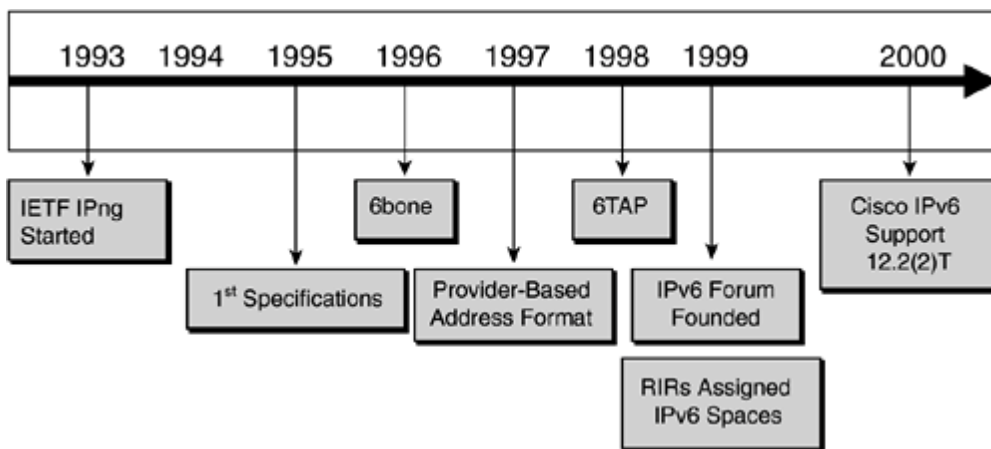 1993 1994 1995 1996 1997 1998 1999 2000
IETF IPng
Started
6bone
6TAP
Cisco IPv6
Support
12.2(2)T
1st Specifications
Provider-Based
Address Format
IPv6 Forum
Founded
RIRs Assigned
IPv6 Spaces